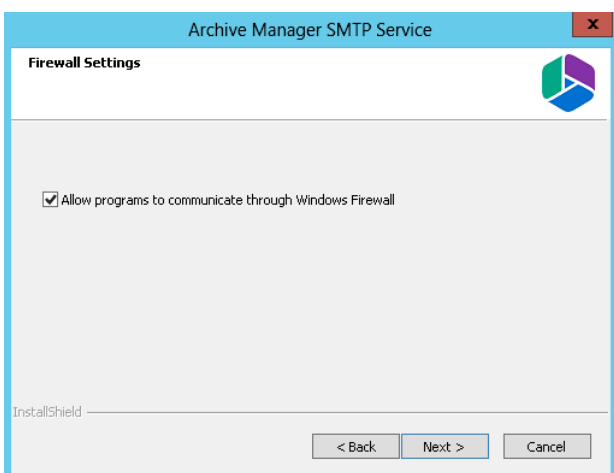 Archive Manager SMTP Service
x
Firewall Settings
Allow programs to communicate through Windows Firewall
InstallShield
< Back Next > Cancel